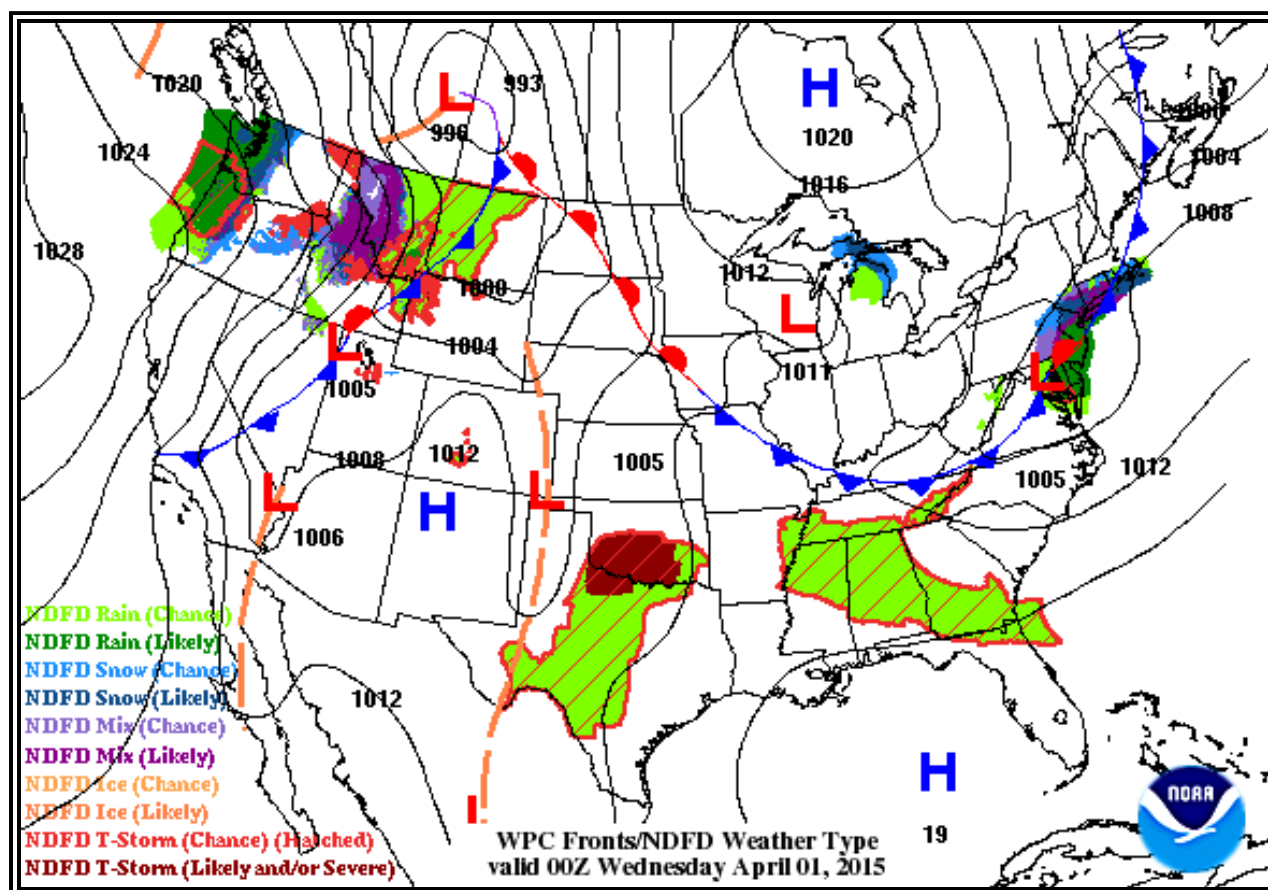 993
H
1020
L
996
1000
1024
1020
1004
1016
1008
1028
1012
1000
L
L
1004
1011
L
1005
1012
1005
1012
1008
1005
L
H
L
1006
NDFD Rain (Chance)
NDFD Rain (Likely)
NDFD Snow (Chance)
NDFD Snow (Likely)
1012
NDFD Mix (Chance)
NDFD Mix (Likely)
H
NDFD Ice (Chance)
NOAA
NDFD Ice (Likely)
NDFD T-Storm (Chance) (Hatched)
WPC Fronts/NDFD Weather Type
19
NDFD T-Storm (Likely and/or Severe)
valid 00Z Wednesday April 01, 2015